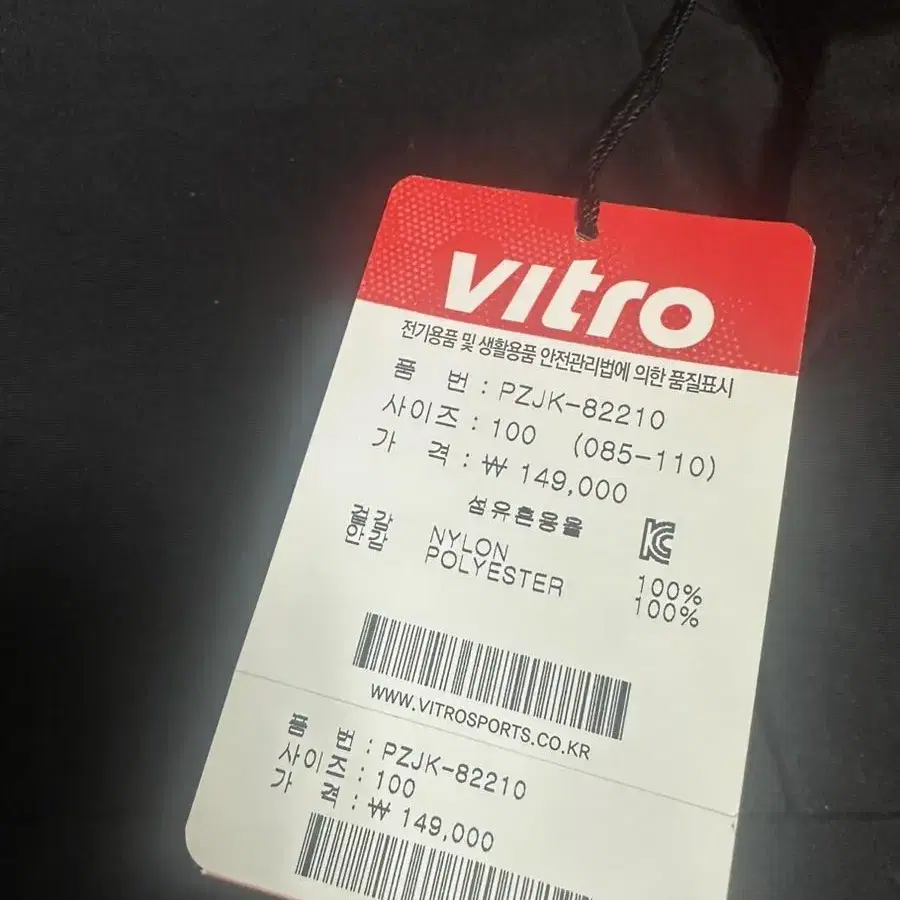 vitro
전기용품 및 생활용품 안전관리법에 의한 품질표시
품 번 : PZJK-82210
사이즈 : 100 (085-110)
가 격 : ₩ 149,000
섬유혼용율
겉감 NYLON 100%
안감 POLYESTER 100%
WWW.VITROSPORTS.CO.KR
품 번 : PZJK-82210
사이즈 : 100
가 격 : ₩ 149,000